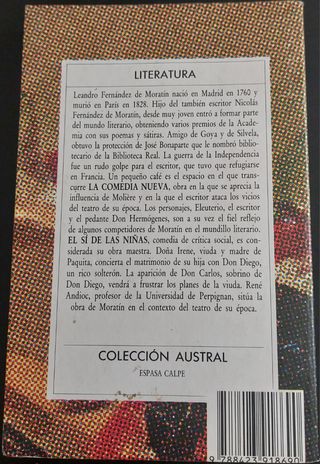 LITERATURA
Leandro Fernández de Moratín nació en Madrid en 1760 y
murió en París en 1828. Hijo del también escritor Nicolás
Fernández de Moratín, desde muy joven entró a formar parte
del mundo literario, obteniendo varios premios de la Acade-
mia con sus poemas y sátiras. Amigo de Goya y de Silvela,
obtuvo la protección de José Bonaparte que le nombró biblio-
tecario de la Biblioteca Real. La guerra de la Independencia
fue un rudo golpe para el escritor, que tuvo que refugiarse
en Francia. Un pequeño café es el espacio en el que trans-
curre LA COMEDIA NUEVA, obra en la que se aprecia la
influencia de Molière y en la que el escritor ataca los vicios
del teatro de su época. Los personajes, Eleuterio, el escritor
y el pedante Don Hermógenes, son a su vez el fiel reflejo
de algunos competidores de Moratín en el mundillo literario.
EL SÍ DE LAS NIÑAS, comedia de crítica social, es con-
siderada su obra maestra. Doña Irene, viuda y madre de
Paquita, concierta el matrimonio de su hija con Don Diego,
un rico solterón. La aparición de Don Carlos, sobrino de
Don Diego, vendrá a frustrar los planes de la viuda. René
Andioc, profesor de la Universidad de Perpignan, sitúa la
obra de Moratín en el contexto del teatro de su época.
COLECCIÓN AUSTRAL
ESPASA CALPE
9 788423 918690